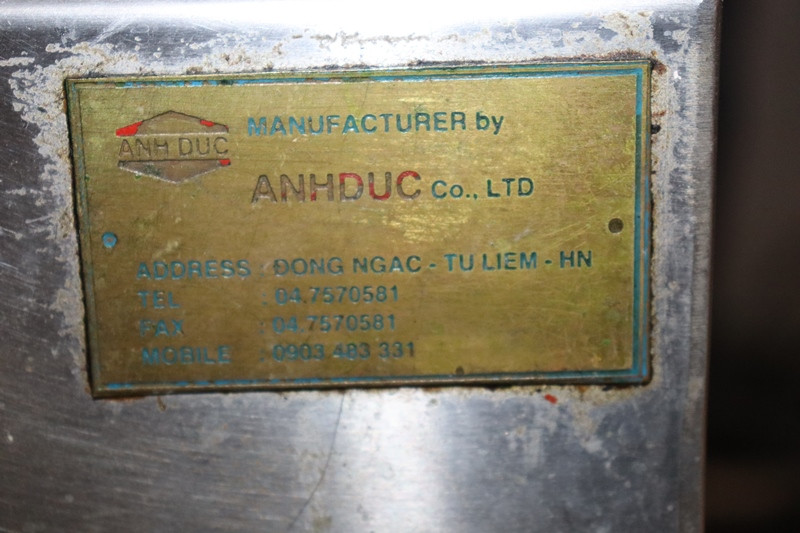 ANH DUC
MANUFACTURER by
ANHDUC Co., LTD
ADDRESS : ĐONG NGAC - TU LIEM - HN
TEL : 04.7570581
FAX : 04.7570581
MOBILE : 0903 483 331